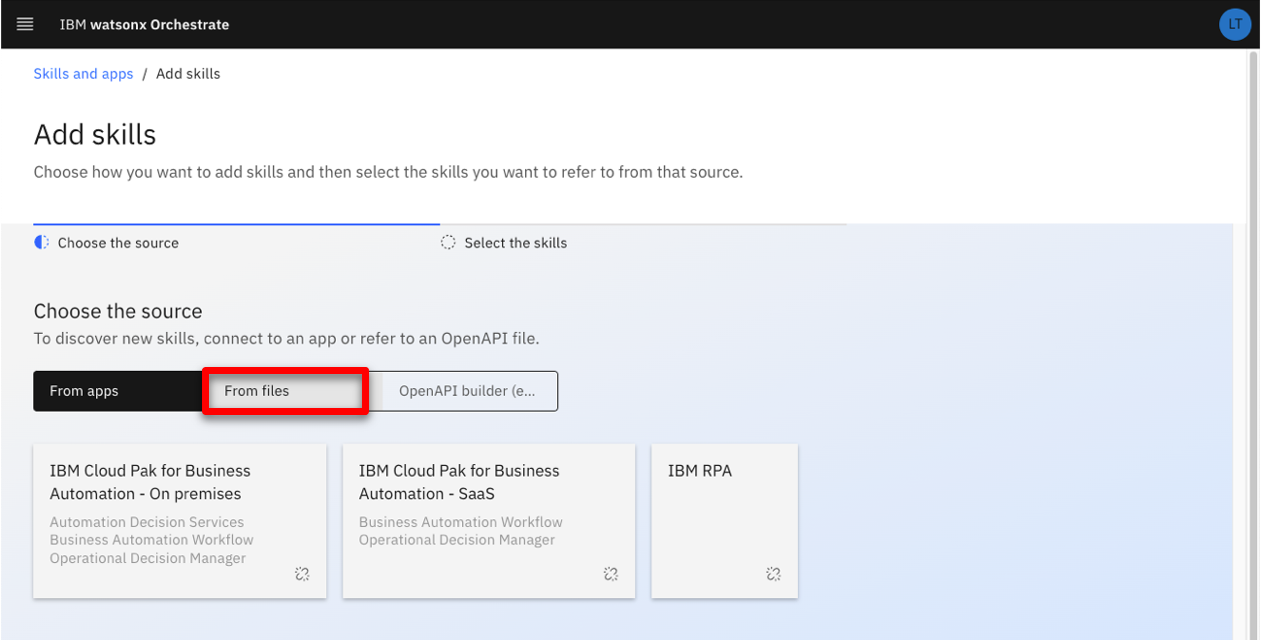 IBM watsonx Orchestrate
LT
Skills and apps / Add skills
Add skills
Choose how you want to add skills and then select the skills you want to refer to from that source.
Choose the source
Select the skills
Choose the source
To discover new skills, connect to an app or refer to an OpenAPI file.
From apps
From files
OpenAPI builder (e...
IBM Cloud Pak for Business
Automation - On premises
Automation Decision Services
Business Automation Workflow
Operational Decision Manager
IBM Cloud Pak for Business
Automation - SaaS
Business Automation Workflow
Operational Decision Manager
IBM RPA